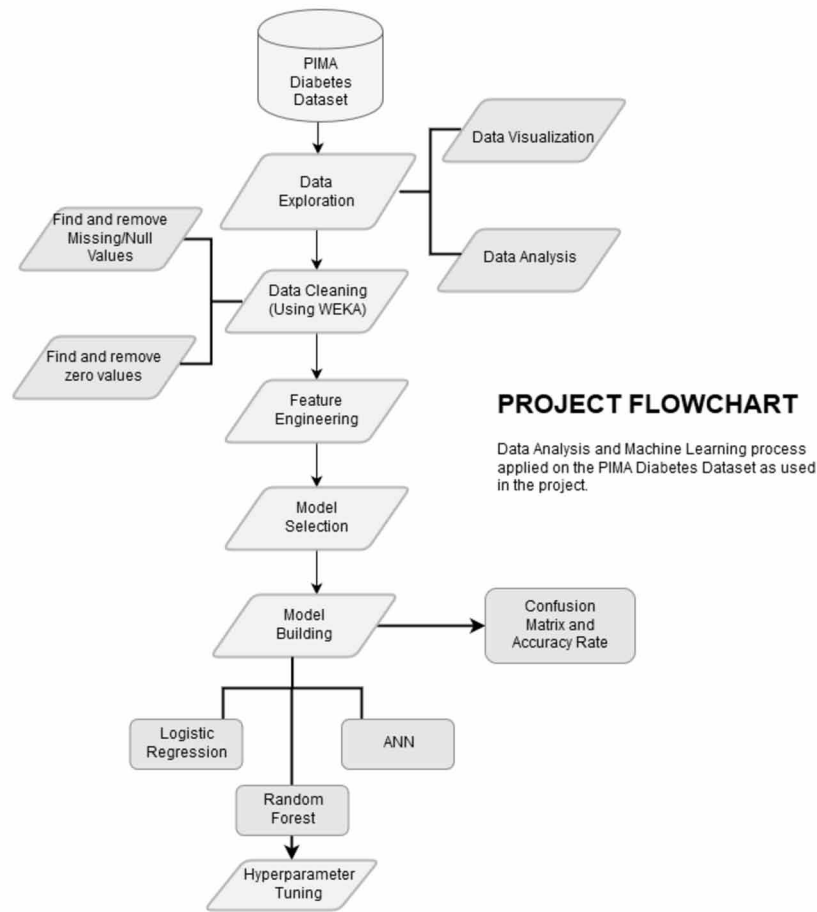 PIMA
Diabetes
Dataset
Data Visualization
Data
Exploration
Find and remove
Missing/Null
Values
Data Analysis
Data Cleaning
(Using WEKA)
Find and remove
zero values
Feature
Engineering
PROJECT FLOWCHART
Data Analysis and Machine Learning process
applied on the PIMA Diabetes Dataset as used
in the project.
Model
Selection
Model
Building
Confusion
Matrix and
Accuracy Rate
Logistic
Regression
ANN
Random
Forest
Hyperparameter
Tuning